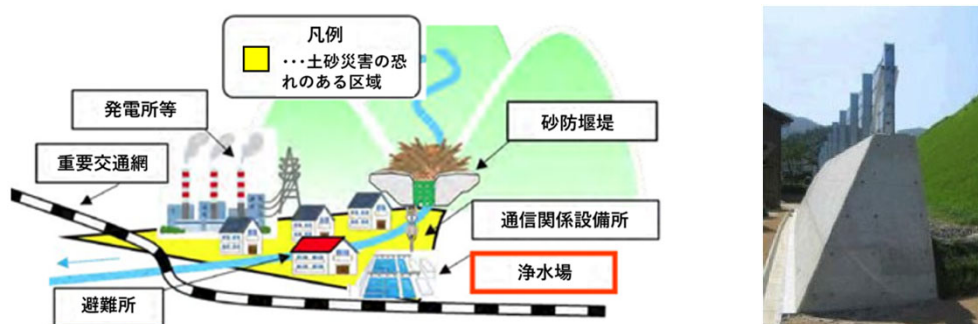 凡例
･･･土砂災害の恐
れのある区域
発電所等
砂防堰堤
重要交通網
通信関係設備所
浄水場
避難所